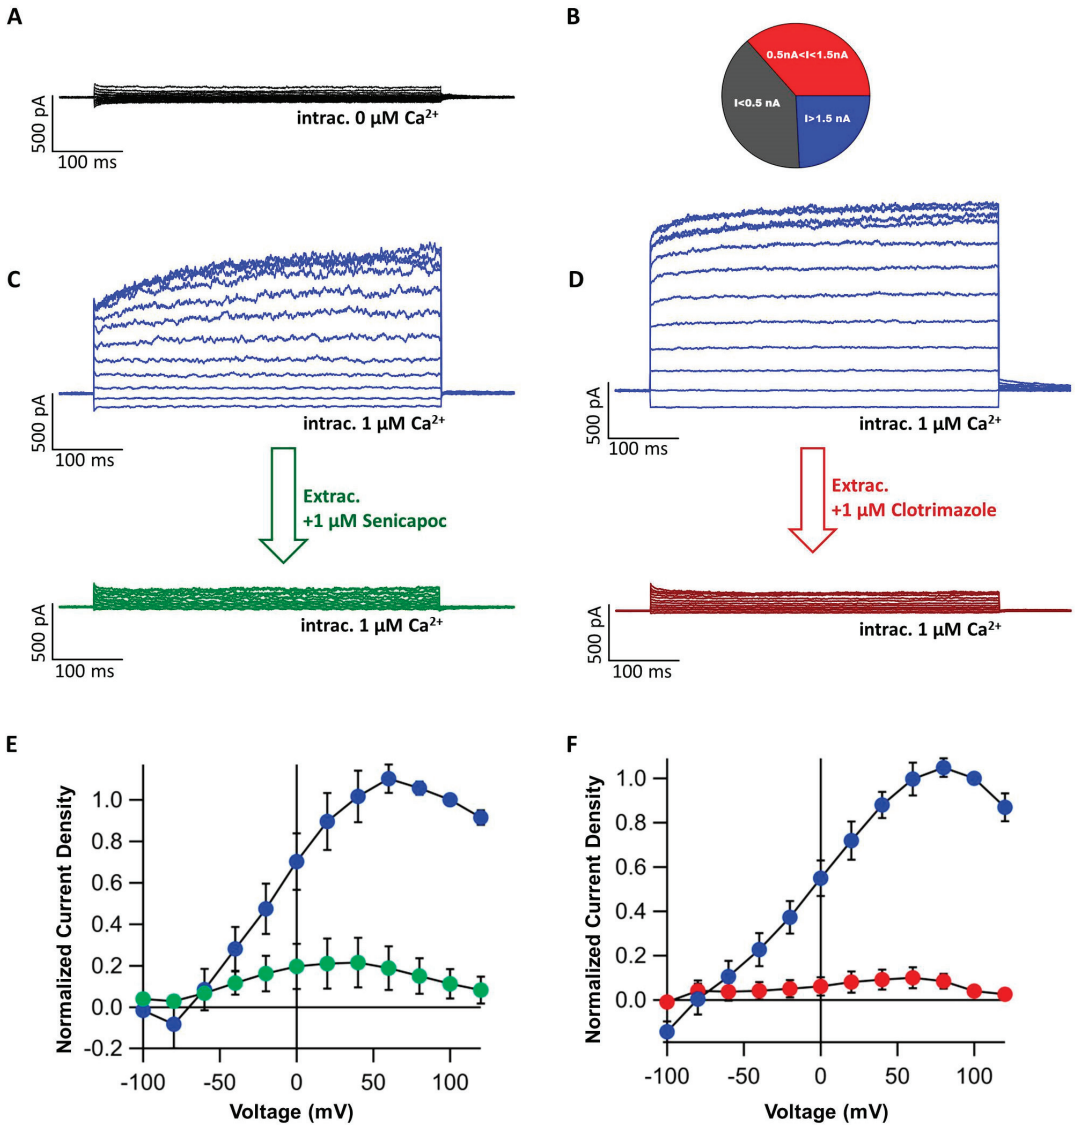 A
500 pA
100 ms
intrac. 0 µM Ca²⁺
B
0.5nA<I<1.5nA
I<0.5 nA
I>1.5 nA
C
500 pA
100 ms
intrac. 1 µM Ca²⁺
Extrac.
+1 µM Senicapoc
500 pA
100 ms
intrac. 1 µM Ca²⁺
D
500 pA
100 ms
intrac. 1 µM Ca²⁺
Extrac.
+1 µM Clotrimazole
500 pA
100 ms
intrac. 1 µM Ca²⁺
E
Normalized Current Density
1.0
0.8
0.6
0.4
0.2
0.0
-0.2
-100 -50 0 50 100
Voltage (mV)
F
Normalized Current Density
1.0
0.8
0.6
0.4
0.2
0.0
-100 -50 0 50 100
Voltage (mV)